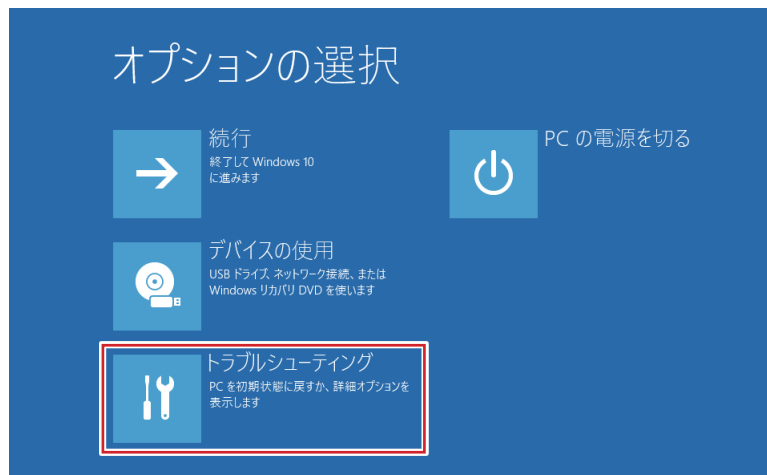 オプションの選択
続行
終了して Windows 10
に進みます
PC の電源を切る
デバイスの使用
USB ドライブ、ネットワーク接続、または
Windows リカバリ DVD を使います
トラブルシューティング
PC を初期状態に戻すか、詳細オプションを
表示します